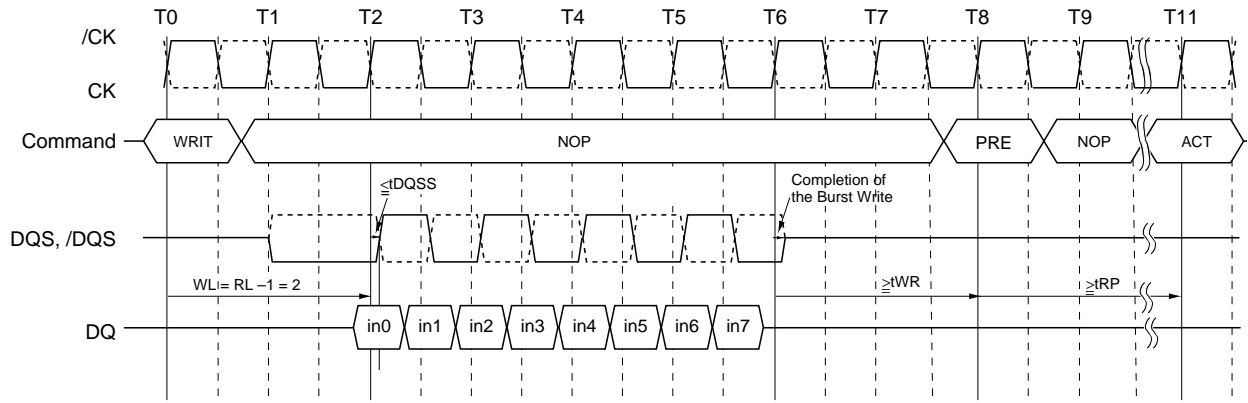 T0 T1 T2 T3 T4 T5 T6 T7 T8 T9 T11
/CK
CK
Command WRIT NOP PRE NOP ACT
≦tDQSS
Completion of
the Burst Write
DQS, /DQS
WL = RL –1 = 2
≧tWR ≧tRP
DQ in0 in1 in2 in3 in4 in5 in6 in7